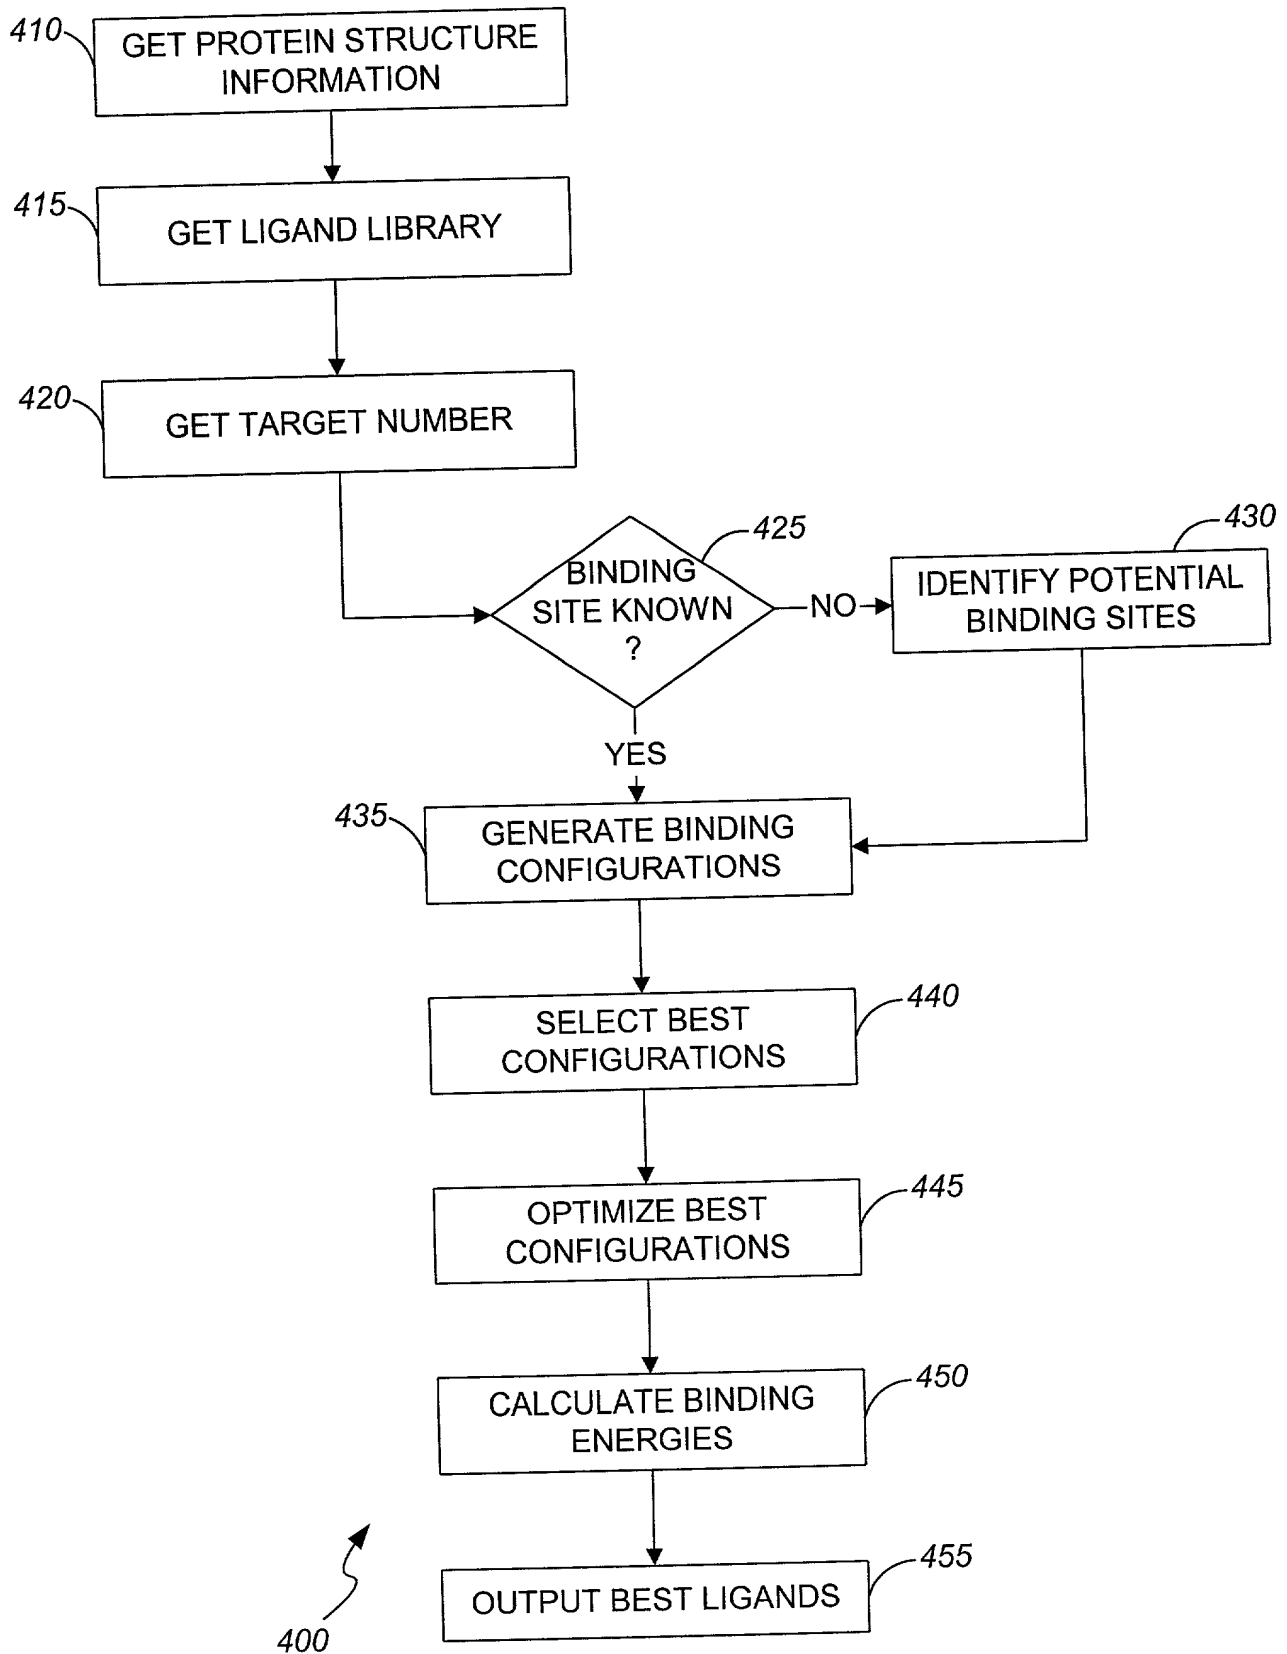 410
GET PROTEIN STRUCTURE
INFORMATION
415
GET LIGAND LIBRARY
420
GET TARGET NUMBER
425
BINDING
SITE KNOWN
?
NO
430
IDENTIFY POTENTIAL
BINDING SITES
YES
435
GENERATE BINDING
CONFIGURATIONS
440
SELECT BEST
CONFIGURATIONS
445
OPTIMIZE BEST
CONFIGURATIONS
450
CALCULATE BINDING
ENERGIES
455
OUTPUT BEST LIGANDS
400